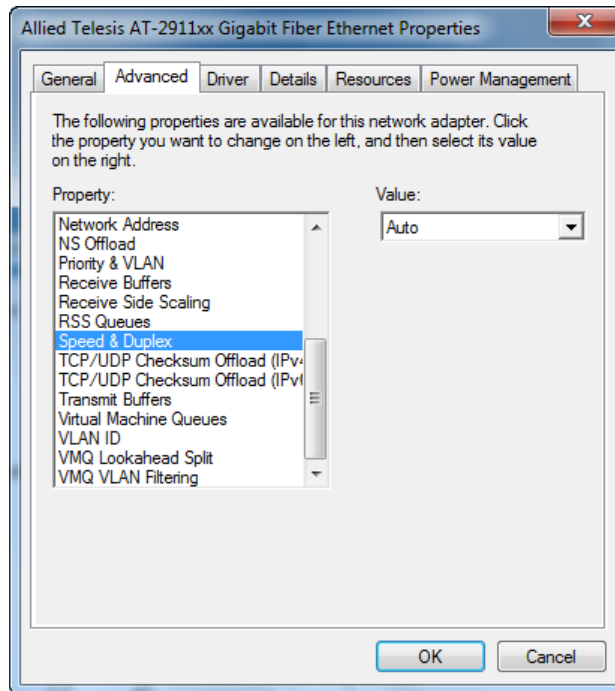 Allied Telesis AT-2911xx Gigabit Fiber Ethernet Properties
General Advanced Driver Details Resources Power Management
The following properties are available for this network adapter. Click
the property you want to change on the left, and then select its value
on the right.
Property:
Value:
Network Address
NS Offload
Priority & VLAN
Receive Buffers
Receive Side Scaling
RSS Queues
Speed & Duplex
TCP/UDP Checksum Offload (IPv4
TCP/UDP Checksum Offload (IPv6
Transmit Buffers
Virtual Machine Queues
VLAN ID
VMQ Lookahead Split
VMQ VLAN Filtering
Auto
OK
Cancel